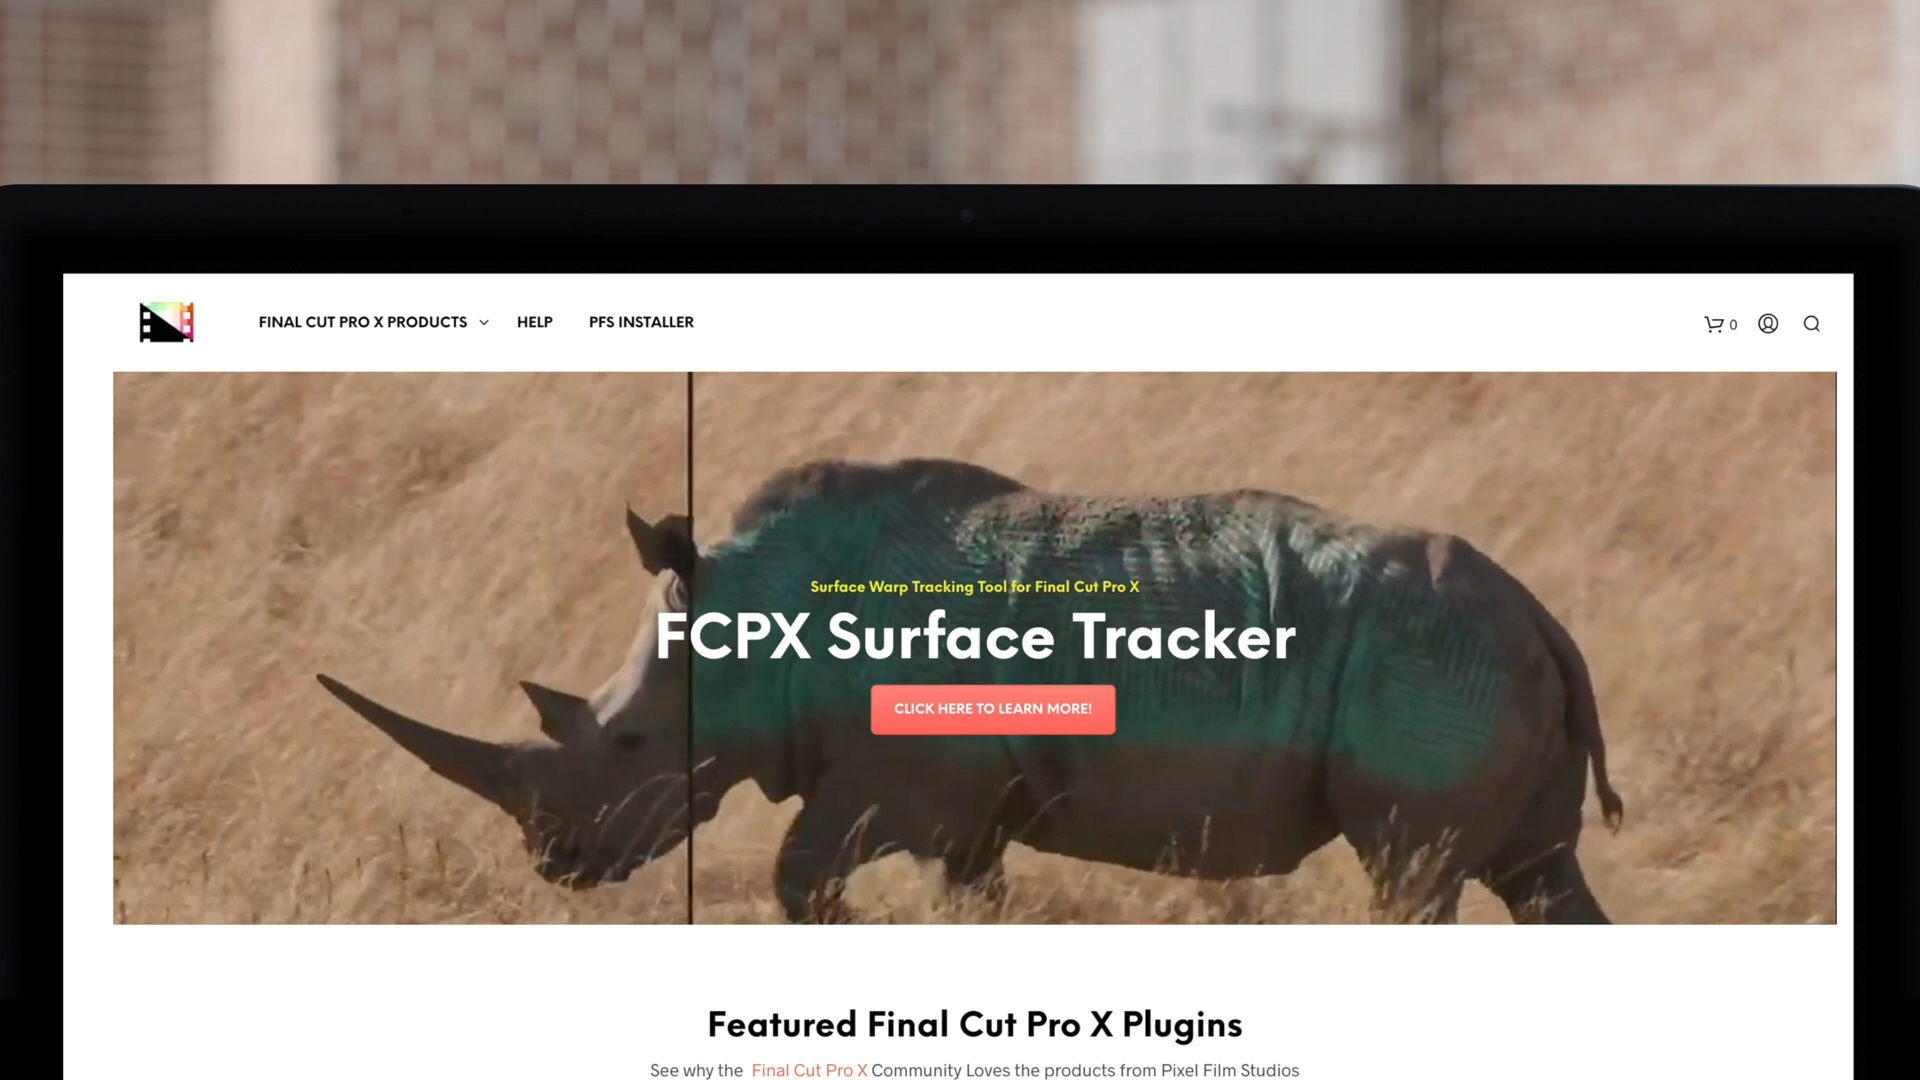 FINAL CUT PRO X PRODUCTS HELP PFS INSTALLER 0
Surface Warp Tracking Tool for Final Cut Pro X
FCPX Surface Tracker
CLICK HERE TO LEARN MORE!
Featured Final Cut Pro X Plugins
See why the Final Cut Pro X Community Loves the products from Pixel Film Studios